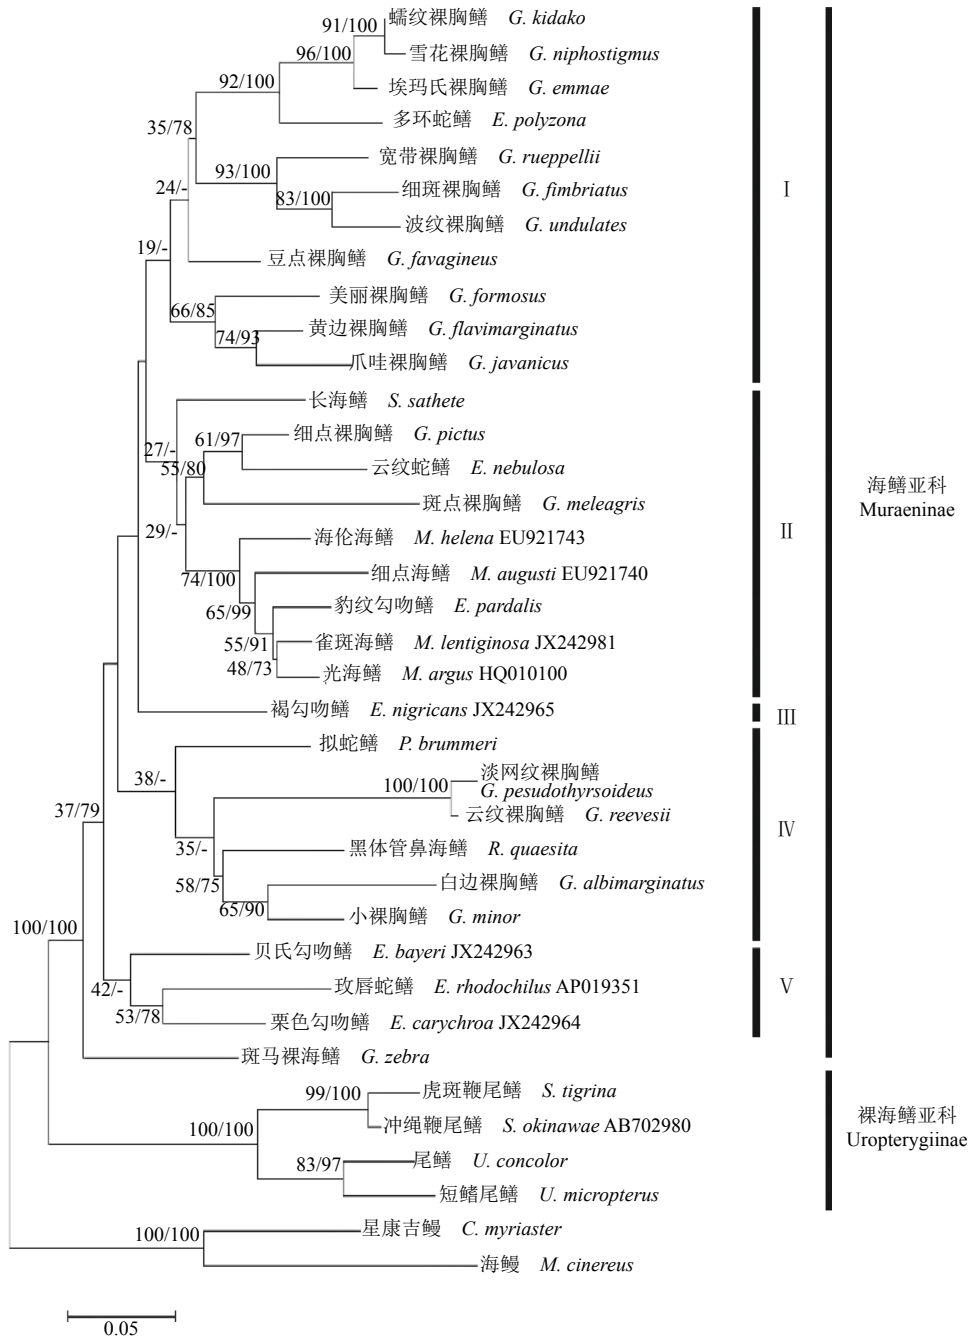 蠕纹裸胸鳝 G. kidako
91/100
雪花裸胸鳝 G. niphostigmus
96/100
埃玛氏裸胸鳝 G. emmae
92/100
多环蛇鳝 E. polyzona
35/78
宽带裸胸鳝 G. rueppellii
93/100
细斑裸胸鳝 G. fimbriatus
83/100
24/-
I
波纹裸胸鳝 G. undulates
19/-
豆点裸胸鳝 G. favagineus
美丽裸胸鳝 G. formosus
66/85
黄边裸胸鳝 G. flavimarginatus
74/93
爪哇裸胸鳝 G. javanicus
长海鳝 S. sathete
细点裸胸鳝 G. pictus
61/97
27/-
55/80
云纹蛇鳝 E. nebulosa
海鳝亚科
Muraeninae
斑点裸胸鳝 G. meleagris
29/-
II
海伦海鳝 M. helena EU921743
74/100
细点海鳝 M. augusti EU921740
65/99
豹纹勾吻鳝 E. pardalis
55/91
雀斑海鳝 M. lentiginosa JX242981
48/73
光海鳝 M. argus HQ010100
褐勾吻鳝 E. nigricans JX242965
III
拟蛇鳝 P. brummeri
38/-
淡网纹裸胸鳝
G. pesudothyrsoideus
100/100
云纹裸胸鳝 G. reevesii
37/79
IV
35/-
黑体管鼻海鳝 R. quaesita
58/75
白边裸胸鳝 G. albimarginatus
65/90
小裸胸鳝 G. minor
100/100
贝氏勾吻鳝 E. bayeri JX242963
42/-
玫唇蛇鳝 E. rhodochilus AP019351
V
53/78
栗色勾吻鳝 E. carychroa JX242964
斑马裸海鳝 G. zebra
99/100
虎斑鞭尾鳝 S. tigrina
裸海鳝亚科
Uropterygiinae
100/100
冲绳鞭尾鳝 S. okinawae AB702980
83/97
尾鳝 U. concolor
短鳍尾鳝 U. micropterus
100/100
星康吉鳗 C. myriaster
海鳗 M. cinereus
0.05